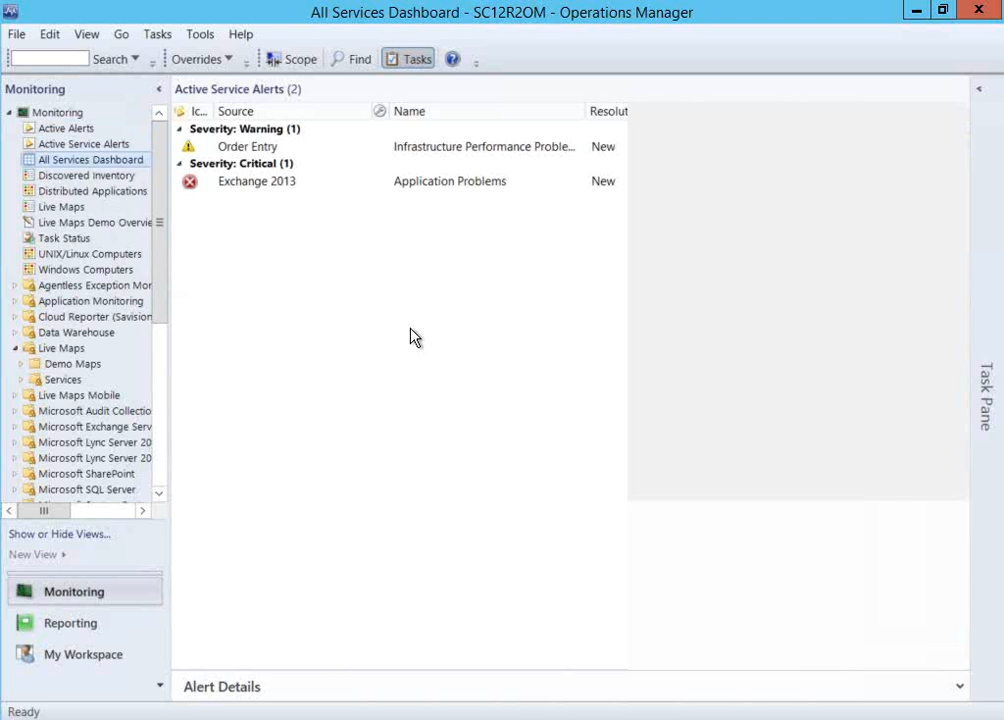 All Services Dashboard - SC12R2OM - Operations Manager
File Edit View Go Tasks Tools Help
Search Overrides Scope Find Tasks
Monitoring
Active Service Alerts (2)
Monitoring
Active Alerts
Active Service Alerts
All Services Dashboard
Discovered Inventory
Distributed Applications
Live Maps
Live Maps Demo Overvie
Task Status
UNIX/Linux Computers
Windows Computers
Agentless Exception Mor
Application Monitoring
Cloud Reporter (Savision
Data Warehouse
Live Maps
Demo Maps
Services
Live Maps Mobile
Microsoft Audit Collectio
Microsoft Exchange Serv
Microsoft Lync Server 20
Microsoft Lync Server 20
Microsoft SharePoint
Microsoft SQL Server
Show or Hide Views...
New View
Monitoring
Reporting
My Workspace
Ic... Source Name Resolut
Severity: Warning (1)
Order Entry Infrastructure Performance Proble... New
Severity: Critical (1)
Exchange 2013 Application Problems New
Task Pane
Alert Details
Ready